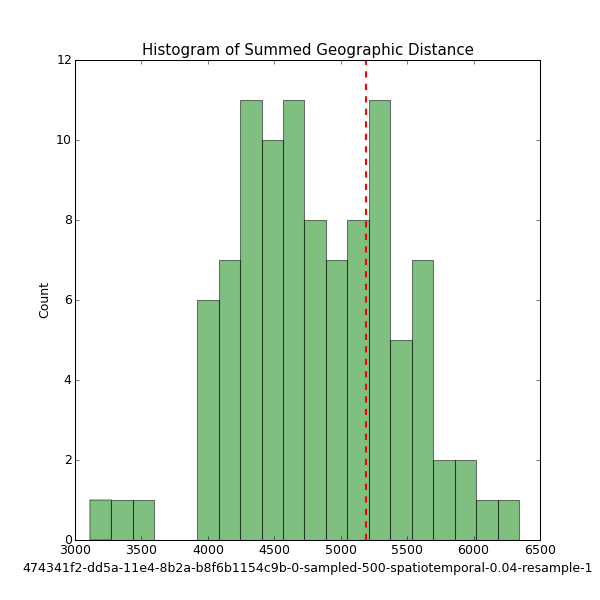 Histogram of Summed Geographic Distance
12
10
8
6
4
2
0
Count
3000 3500 4000 4500 5000 5500 6000 6500
474341f2-dd5a-11e4-8b2a-b8f6b1154c9b-0-sampled-500-spatiotemporal-0.04-resample-1